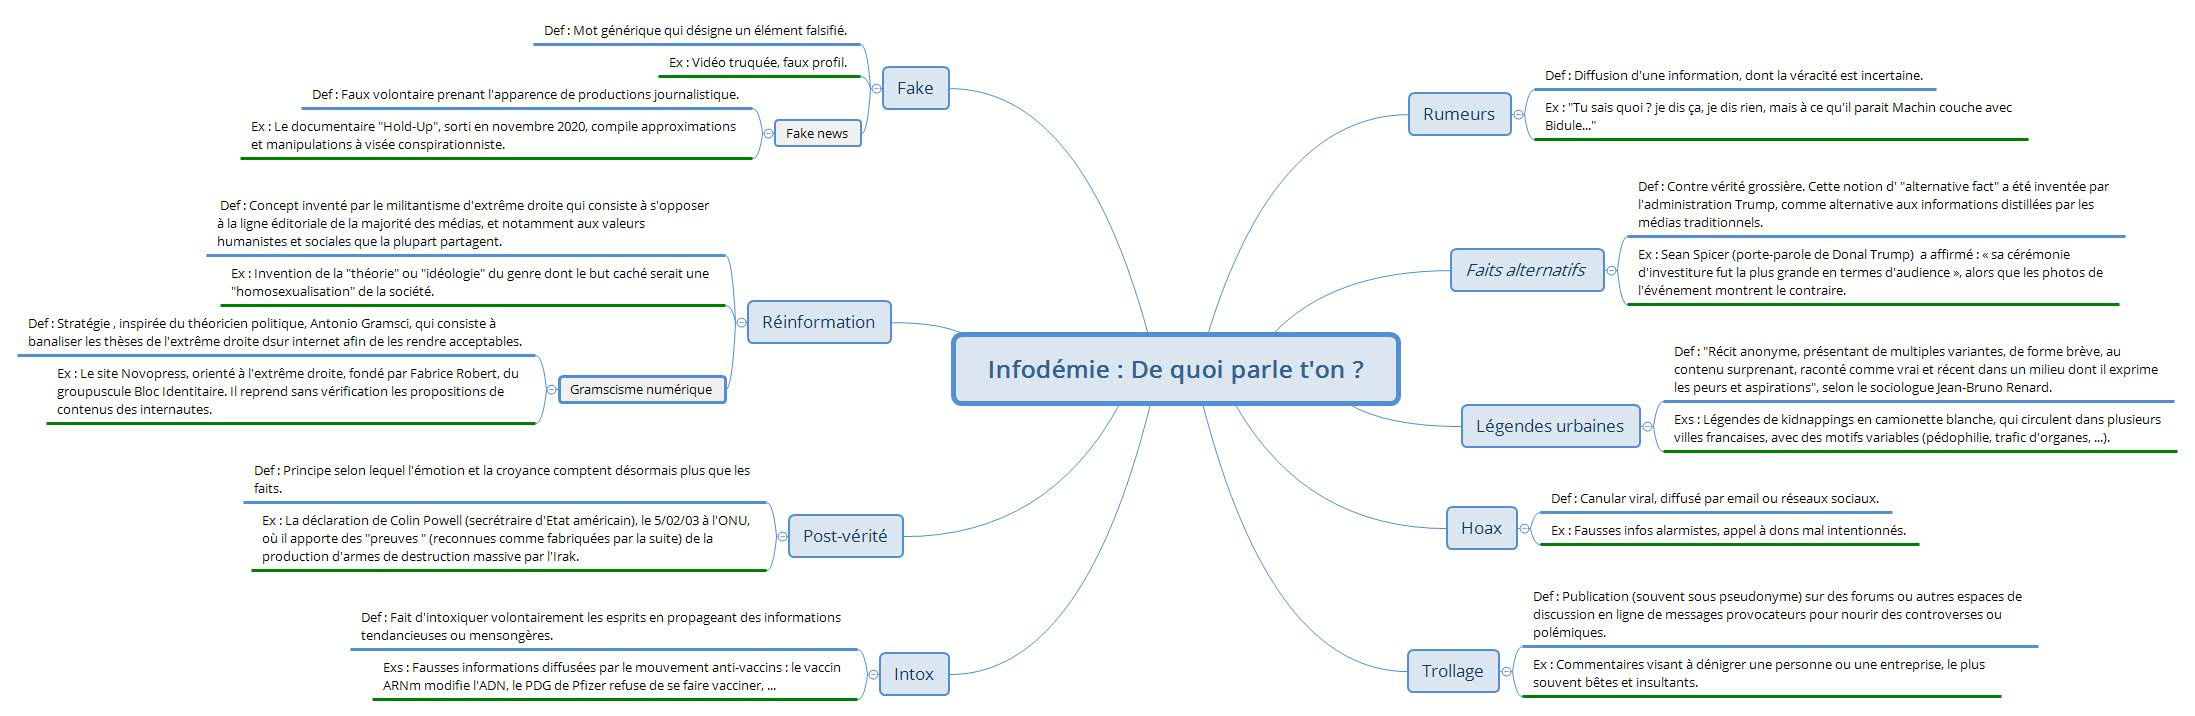 Infodémie : De quoi parle t'on ?
Fake
Def : Mot générique qui désigne un élément falsifié.
Ex : Vidéo truquée, faux profil.
Fake news
Def : Faux volontaire prenant l'apparence de productions journalistique.
Ex : Le documentaire "Hold-Up", sorti en novembre 2020, compile approximations
et manipulations à visée conspirationniste.
Réinformation
Def : Concept inventé par le militantisme d'extrême droite qui consiste à s'opposer
à la ligne éditoriale de la majorité des médias, et notamment aux valeurs
humanistes et sociales que la plupart partagent.
Ex : Invention de la "théorie" ou "idéologie" du genre dont le but caché serait une
"homosexualisation" de la société.
Gramscisme numérique
Def : Stratégie , inspirée du théoricien politique, Antonio Gramsci, qui consiste à
banaliser les thèses de l'extrême droite dsur internet afin de les rendre acceptables.
Ex : Le site Novopress, orienté à l'extrême droite, fondé par Fabrice Robert, du
groupuscule Bloc Identitaire. Il reprend sans vérification les propositions de
contenus des internautes.
Post-vérité
Def : Principe selon lequel l'émotion et la croyance comptent désormais plus que les
faits.
Ex : La déclaration de Colin Powell (secrétraire d'Etat américain), le 5/02/03 à l'ONU,
où il apporte des "preuves " (reconnues comme fabriquées par la suite) de la
production d'armes de destruction massive par l'Irak.
Intox
Def : Fait d'intoxiquer volontairement les esprits en propageant des informations
tendancieuses ou mensongères.
Exs : Fausses informations diffusées par le mouvement anti-vaccins : le vaccin
ARNm modifie l'ADN, le PDG de Pfizer refuse de se faire vacciner, ...
Rumeurs
Def : Diffusion d'une information, dont la véracité est incertaine.
Ex : "Tu sais quoi ? je dis ça, je dis rien, mais à ce qu'il parait Machin couche avec
Bidule..."
Faits alternatifs
Def : Contre vérité grossière. Cette notion d' "alternative fact" a été inventée par
l'administration Trump, comme alternative aux informations distillées par les
médias traditionnels.
Ex : Sean Spicer (porte-parole de Donal Trump) a affirmé : « sa cérémonie
d'investiture fut la plus grande en termes d'audience », alors que les photos de
l'événement montrent le contraire.
Légendes urbaines
Def : "Récit anonyme, présentant de multiples variantes, de forme brève, au
contenu surprenant, raconté comme vrai et récent dans un milieu dont il exprime
les peurs et aspirations", selon le sociologue Jean-Bruno Renard.
Exs : Légendes de kidnappings en camionette blanche, qui circulent dans plusieurs
villes francaises, avec des motifs variables (pédophilie, trafic d'organes, ...).
Hoax
Def : Canular viral, diffusé par email ou réseaux sociaux.
Ex : Fausses infos alarmistes, appel à dons mal intentionnés.
Trollage
Def : Publication (souvent sous pseudonyme) sur des forums ou autres espaces de
discussion en ligne de messages provocateurs pour nourir des controverses ou
polémiques.
Ex : Commentaires visant à dénigrer une personne ou une entreprise, le plus
souvent bêtes et insultants.